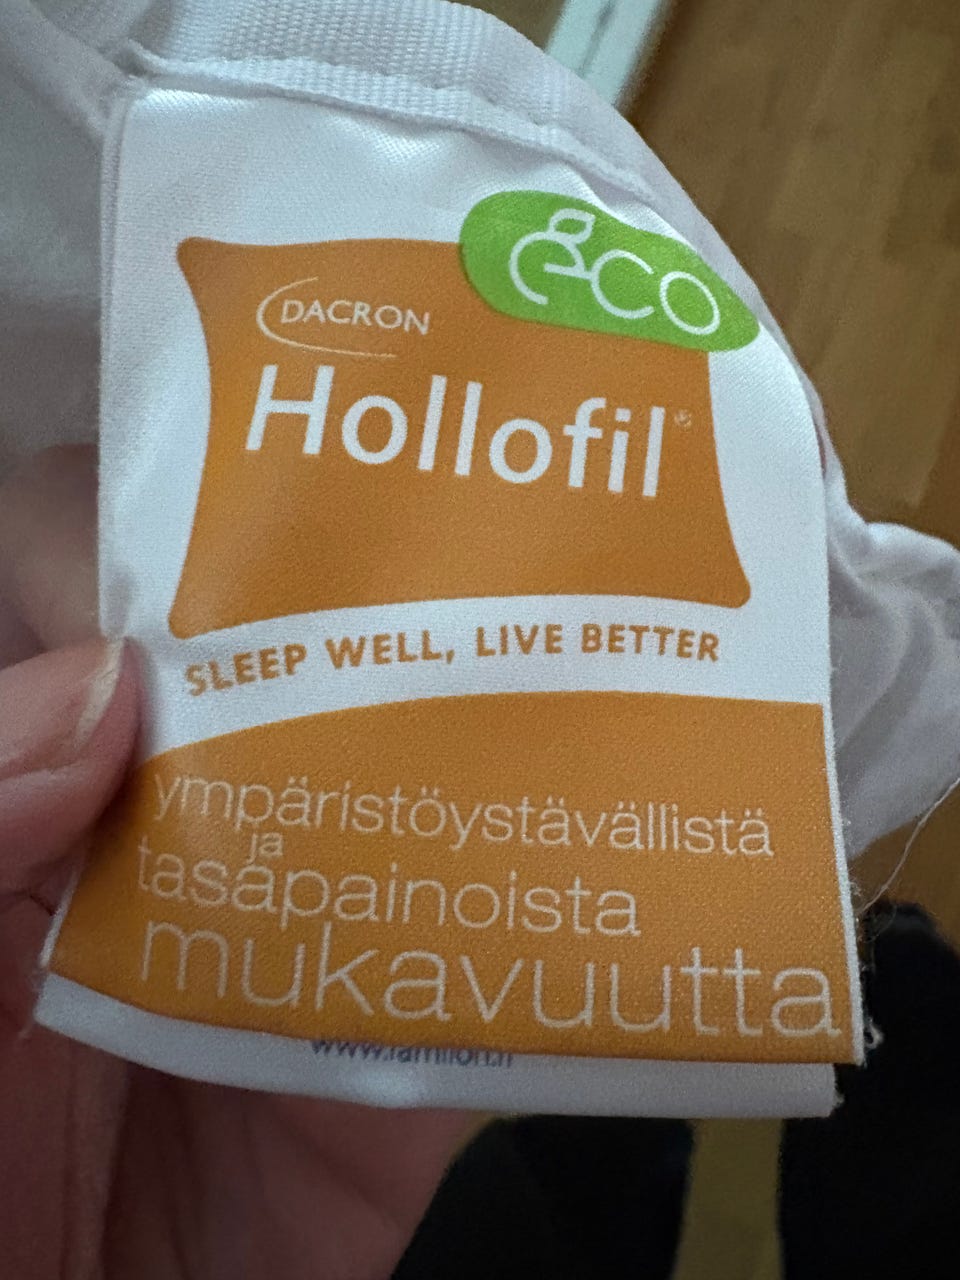 eco
DACRON
Hollofil®
SLEEP WELL, LIVE BETTER
ympäristöystävällistä
ja
tasapainoista
mukavuutta